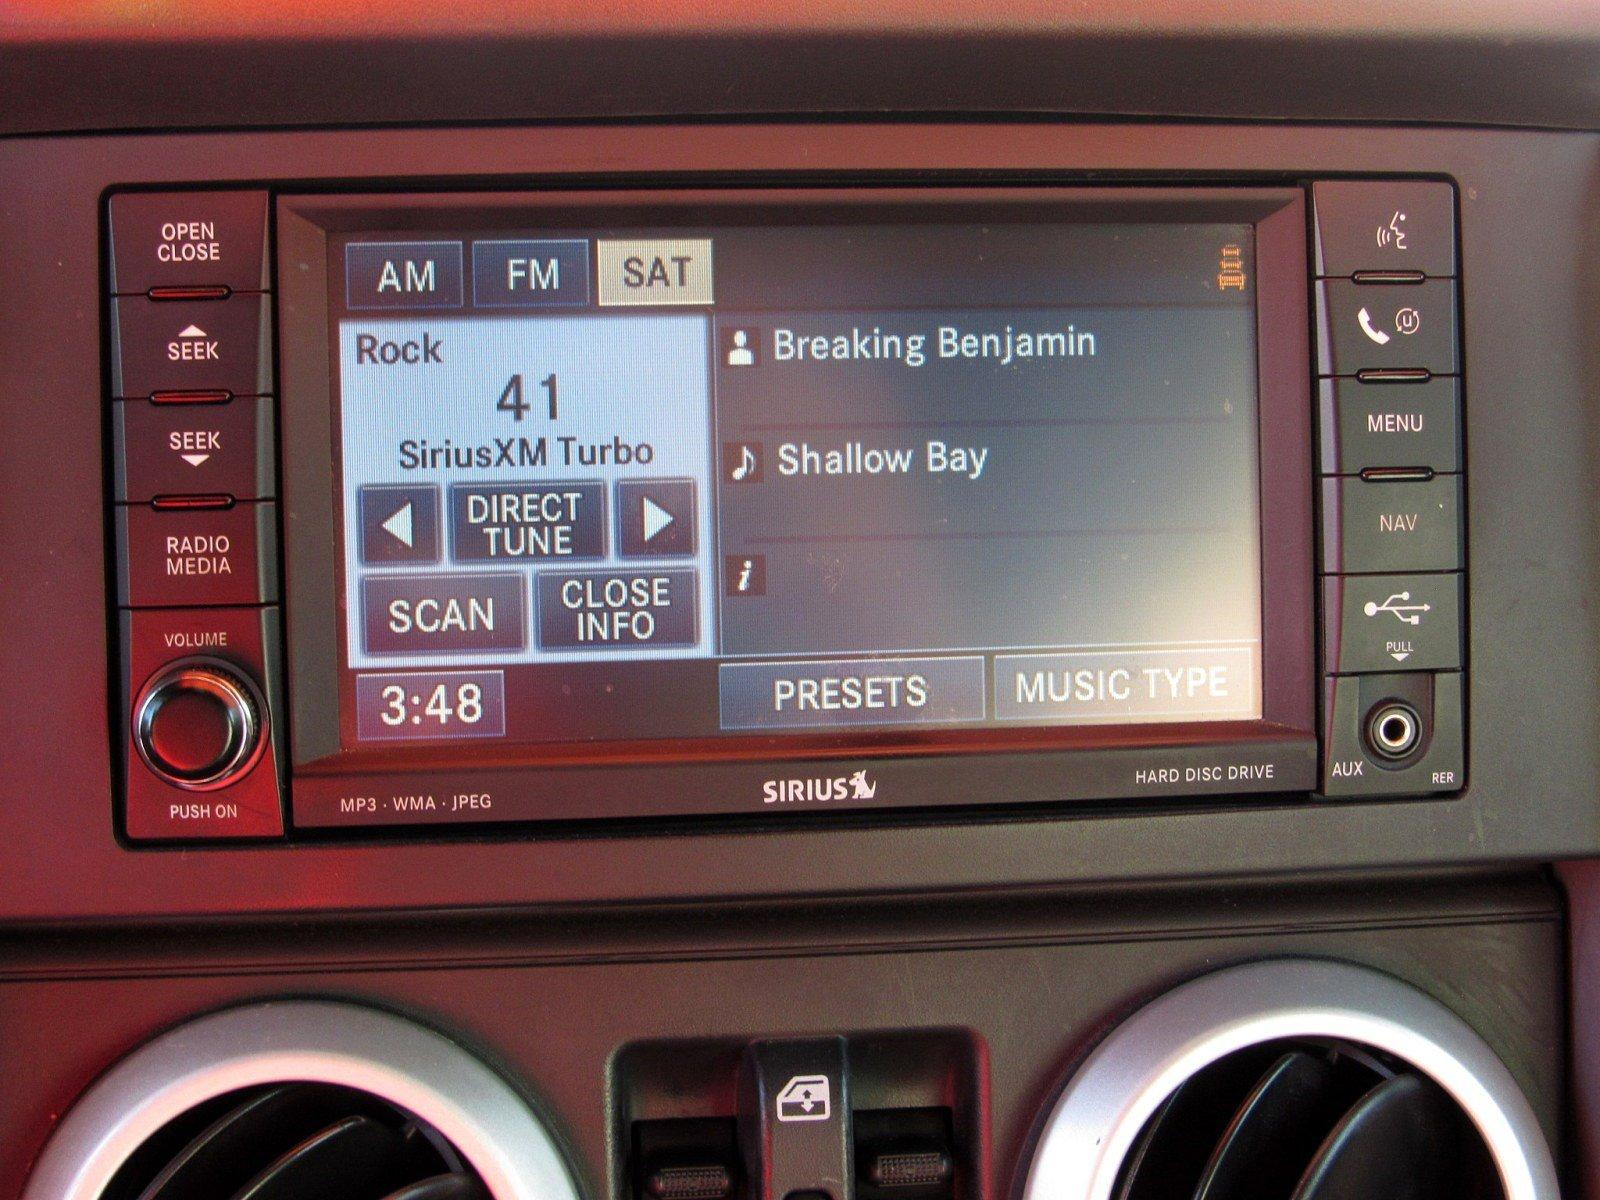 OPEN
CLOSE
SEEK
SEEK
RADIO
MEDIA
VOLUME
PUSH ON
AM FM SAT
Rock
41
SiriusXM Turbo
DIRECT
TUNE
SCAN
CLOSE
INFO
3:48
Breaking Benjamin
Shallow Bay
i
PRESETS
MUSIC TYPE
MP3 · WMA · JPEG
SIRIUS
HARD DISC DRIVE
u
MENU
NAV
PULL
AUX
RER